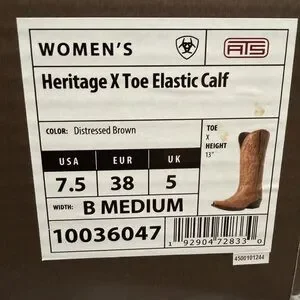 WOMEN'S
ATS
Heritage X Toe Elastic Calf
COLOR: Distressed Brown
TOE
X
HEIGHT
13"
USA EUR UK
7.5 38 5
WIDTH: B MEDIUM
10036047
1 92904 72833 0
4500101244